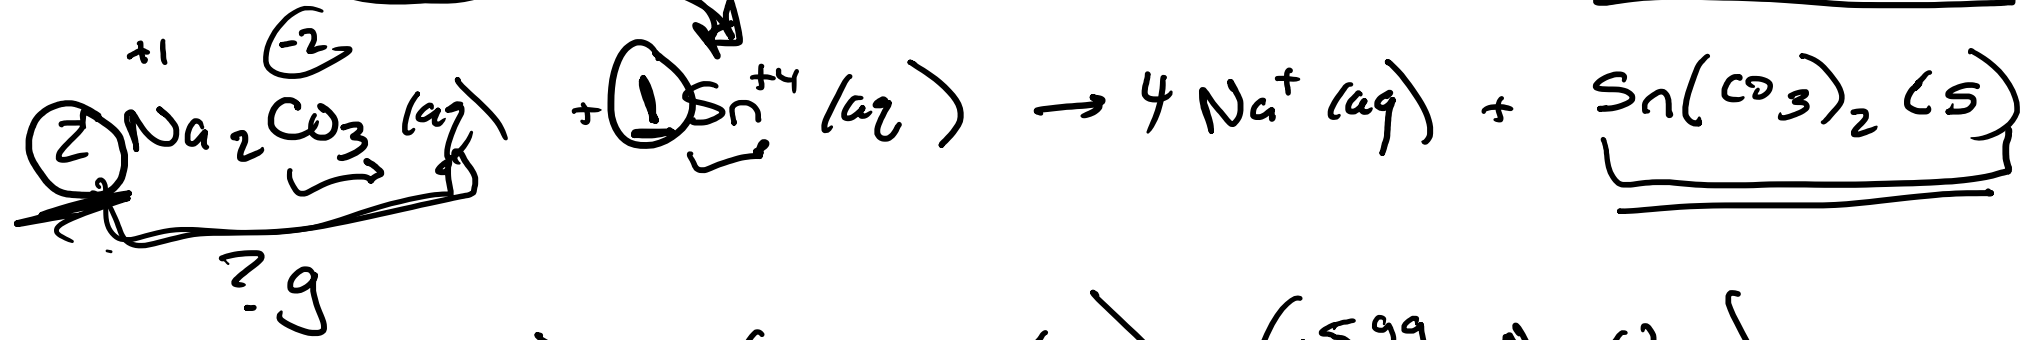 +1 -2
2 Na2CO3 (aq) + 1 Sn+4 (aq) → 4 Na+ (aq) + Sn(CO3)2 (s)
? g